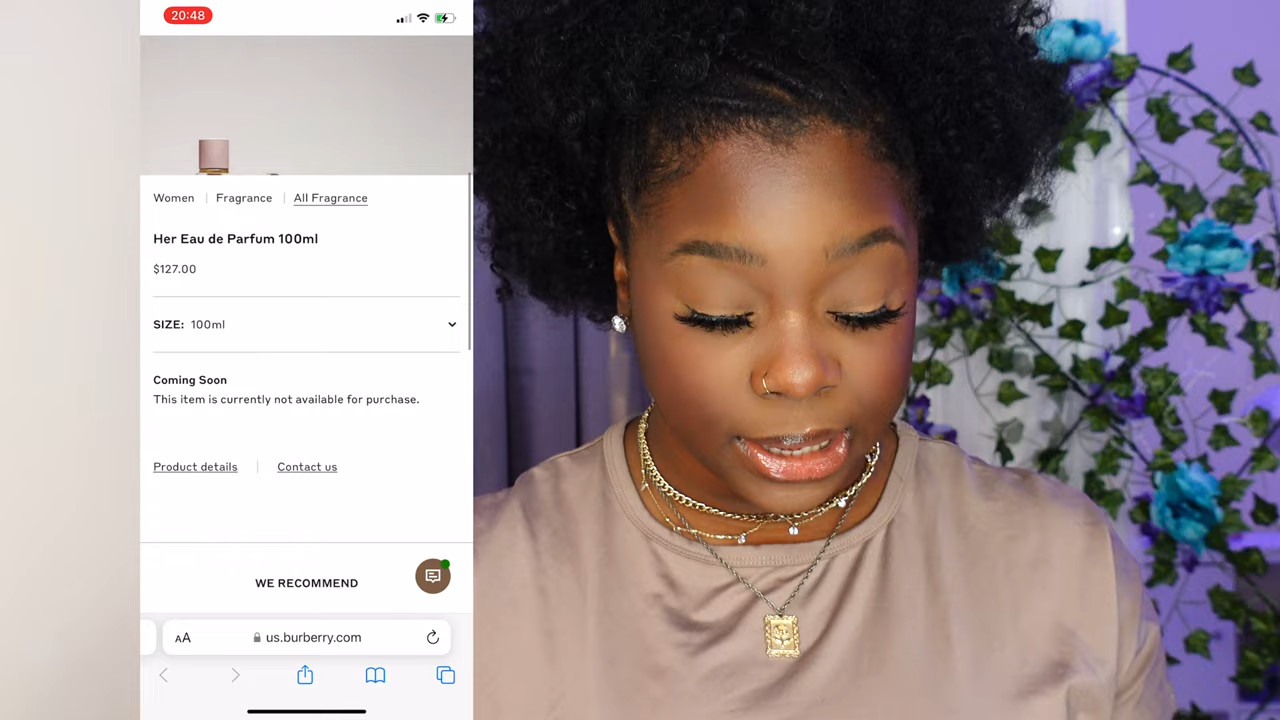 20:48
Women | Fragrance | All Fragrance
Her Eau de Parfum 100ml
$127.00
SIZE: 100ml
Coming Soon
This item is currently not available for purchase.
Product details | Contact us
WE RECOMMEND
AA us.burberry.com